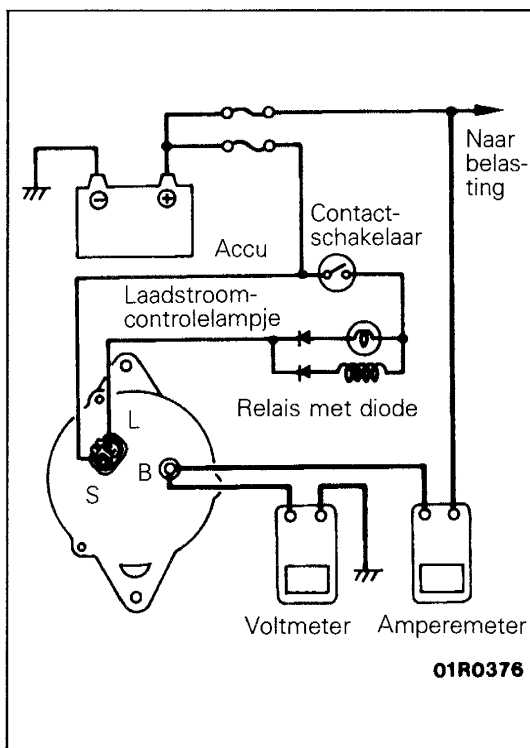 Naar
belas-
ting
Contact-
schakelaar
− +
Accu
Laadstroom-
controlelampje
L
Relais met diode
B
S
Voltmeter Amperemeter
01R0376